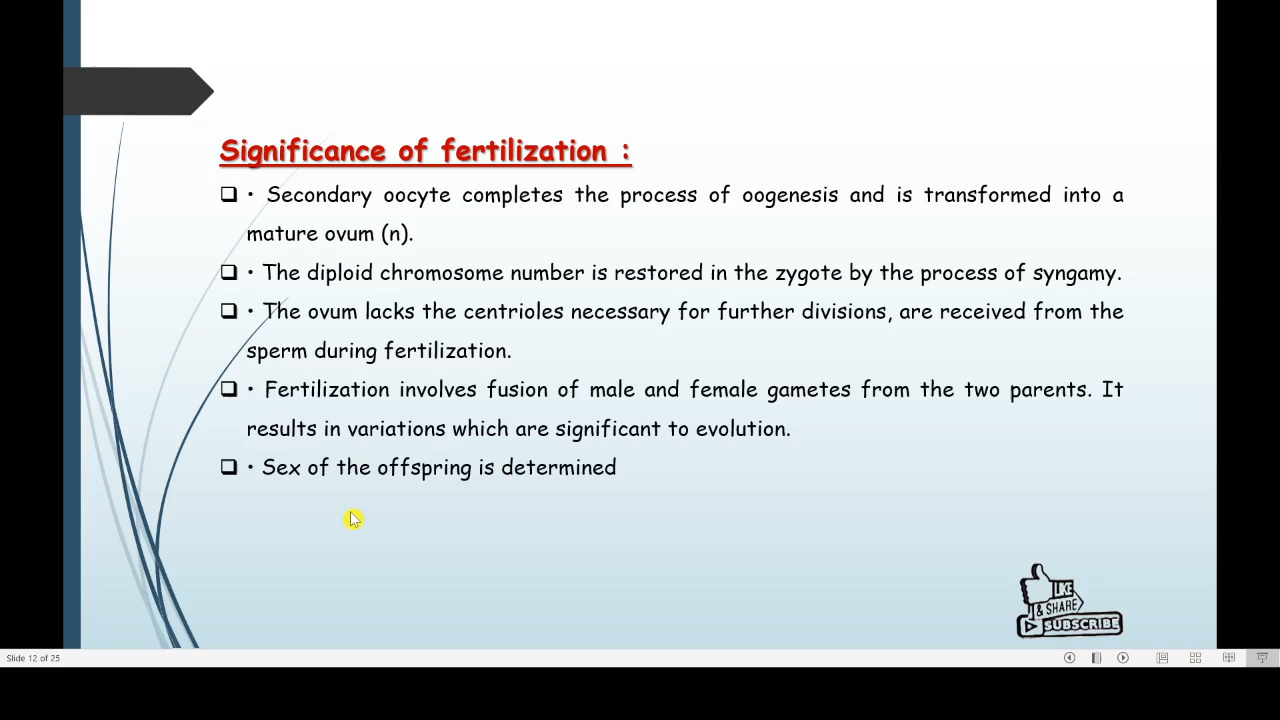 Significance of fertilization :
❑ • Secondary oocyte completes the process of oogenesis and is transformed into a
mature ovum (n).
❑ • The diploid chromosome number is restored in the zygote by the process of syngamy.
❑ • The ovum lacks the centrioles necessary for further divisions, are received from the
sperm during fertilization.
❑ • Fertilization involves fusion of male and female gametes from the two parents. It
results in variations which are significant to evolution.
❑ • Sex of the offspring is determined
LIKE
& SHARE
SUBSCRIBE
Slide 12 of 25